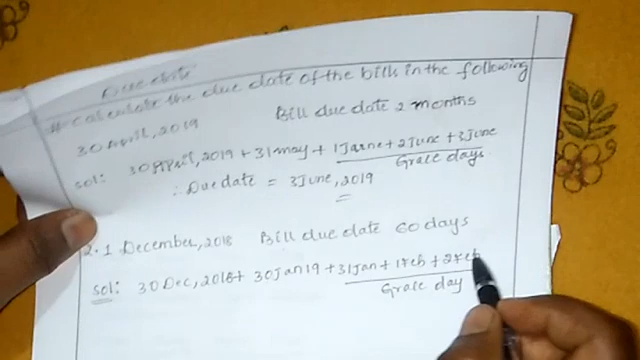 Due date
# Calculate the due date of the bills in the following
30 April, 2019 Bill due date 2 months
Sol: 30 April, 2019 + 31 may + 1 June + 2 June + 3 June
Grace days.
∴ Due date = 3 June, 2019
2. 1 December, 2018 Bill due date 60 days
Sol: 30 Dec, 2018 + 30 Jan 19 + 31 Jan + 1 Feb + 2 Feb
Grace day